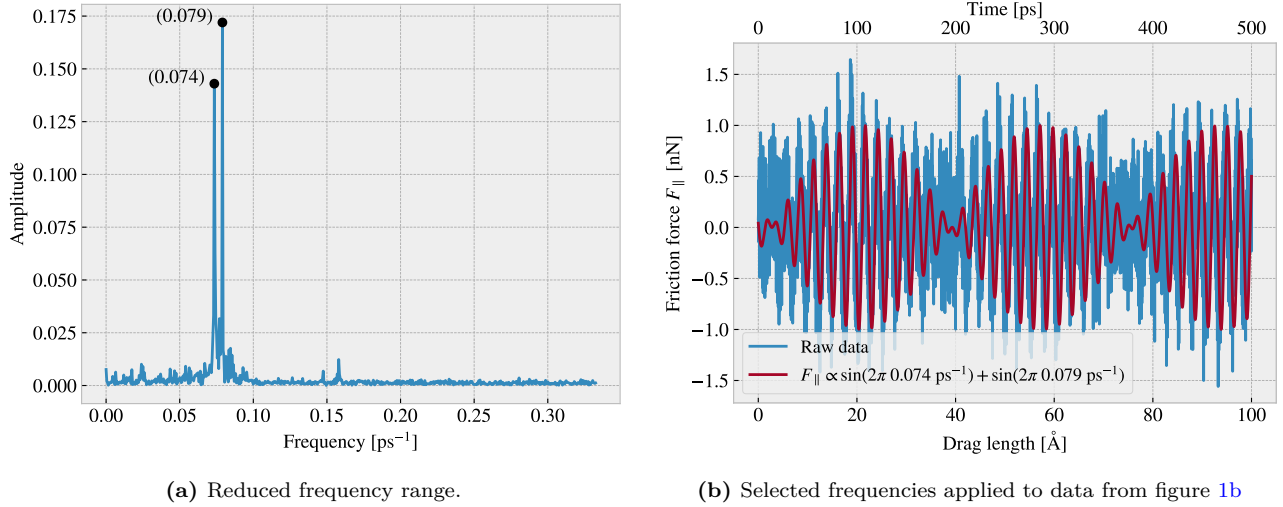 (0.079)
(0.074)
0.175
0.150
0.125
0.100
0.075
0.050
0.025
0.000
Amplitude
0.00 0.05 0.10 0.15 0.20 0.25 0.30
Frequency [ps⁻¹]
(a) Reduced frequency range.
Time [ps]
0 100 200 300 400 500
1.5
1.0
0.5
0.0
−0.5
−1.0
−1.5
Friction force F∥ [nN]
Raw data
F∥ ∝ sin(2π 0.074 ps⁻¹) + sin(2π 0.079 ps⁻¹)
0 20 40 60 80 100
Drag length [Å]
(b) Selected frequencies applied to data from figure 1b